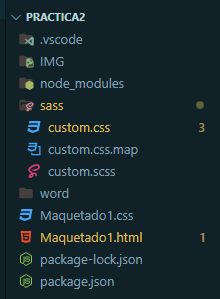 PRACTICA2
.vscode
IMG
node_modules
sass
custom.css 3
custom.css.map
custom.scss
word
Maquetado1.css
Maquetado1.html 1
package-lock.json
package.json